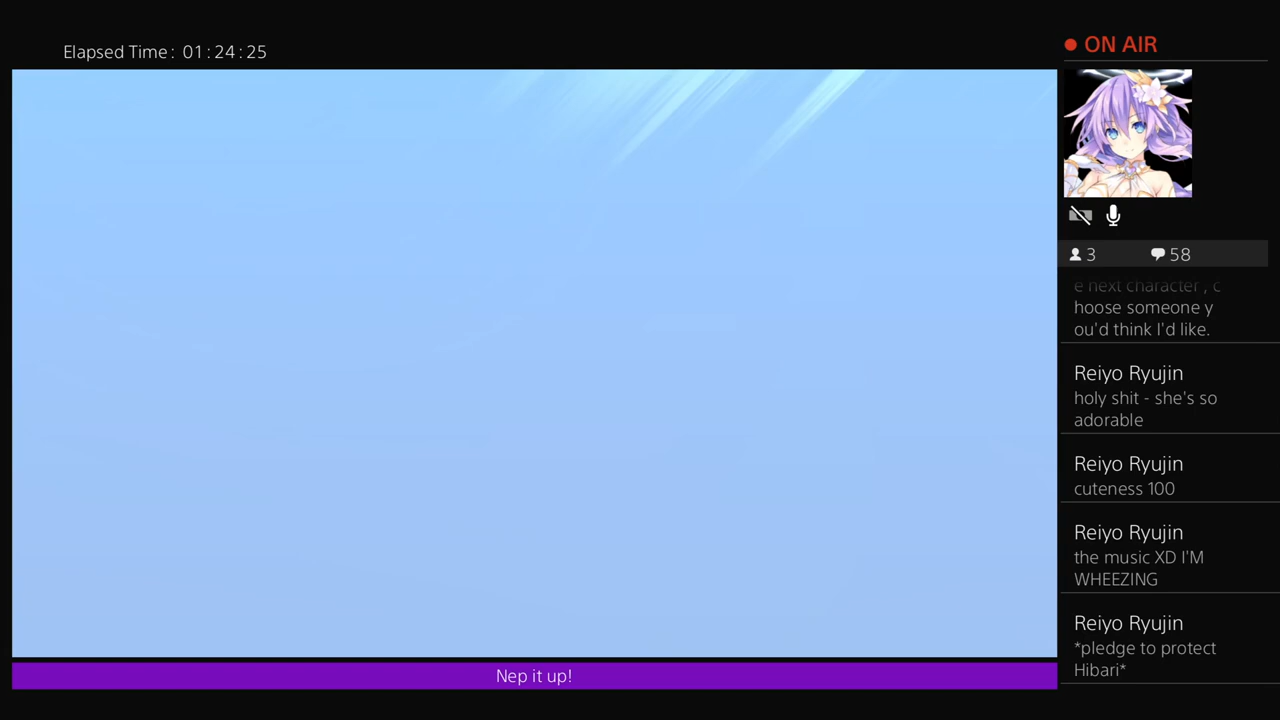 Elapsed Time: 01:24:25
ON AIR
3
58
e next character , c
hoose someone y
ou'd think I'd like.
Reiyo Ryujin
holy shit - she's so
adorable
Reiyo Ryujin
cuteness 100
Reiyo Ryujin
the music XD I'M
WHEEZING
Reiyo Ryujin
*pledge to protect
Hibari*
Nep it up!